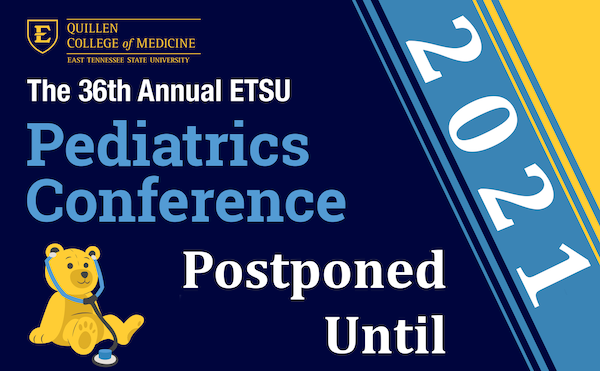 QUILLEN
COLLEGE of MEDICINE
EAST TENNESSEE STATE UNIVERSITY
The 36th Annual ETSU
Pediatrics
Conference
Postponed
Until
2021